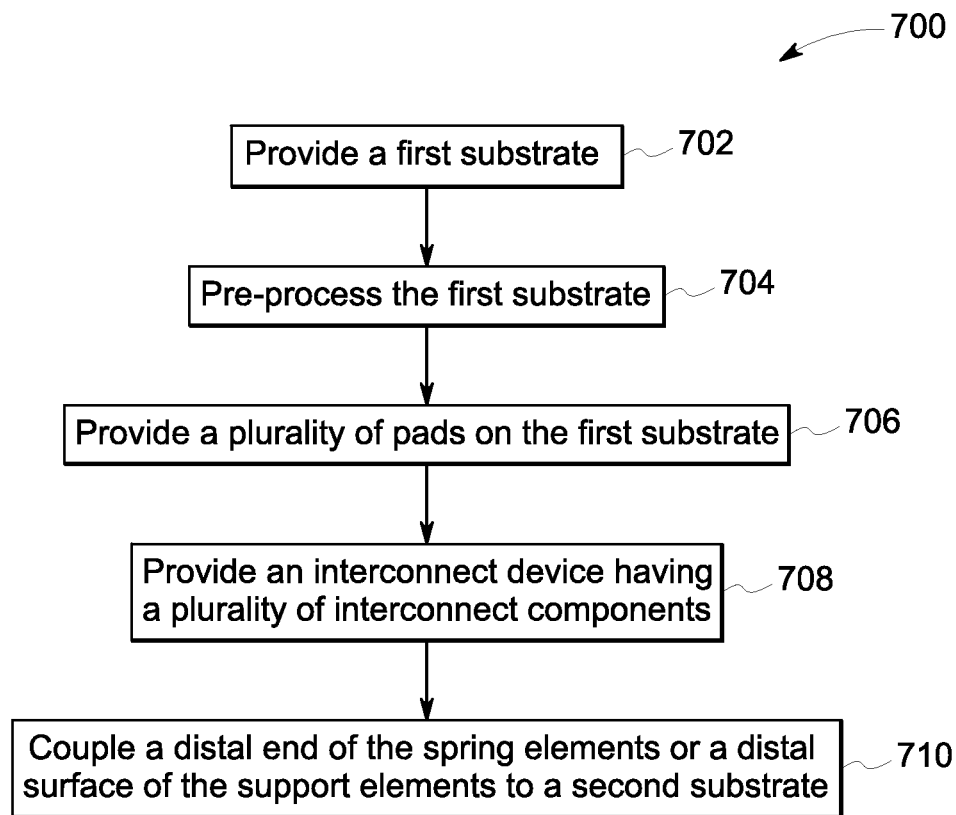 700
Provide a first substrate
702
Pre-process the first substrate
704
Provide a plurality of pads on the first substrate
706
Provide an interconnect device having
a plurality of interconnect components
708
Couple a distal end of the spring elements or a distal
surface of the support elements to a second substrate
710